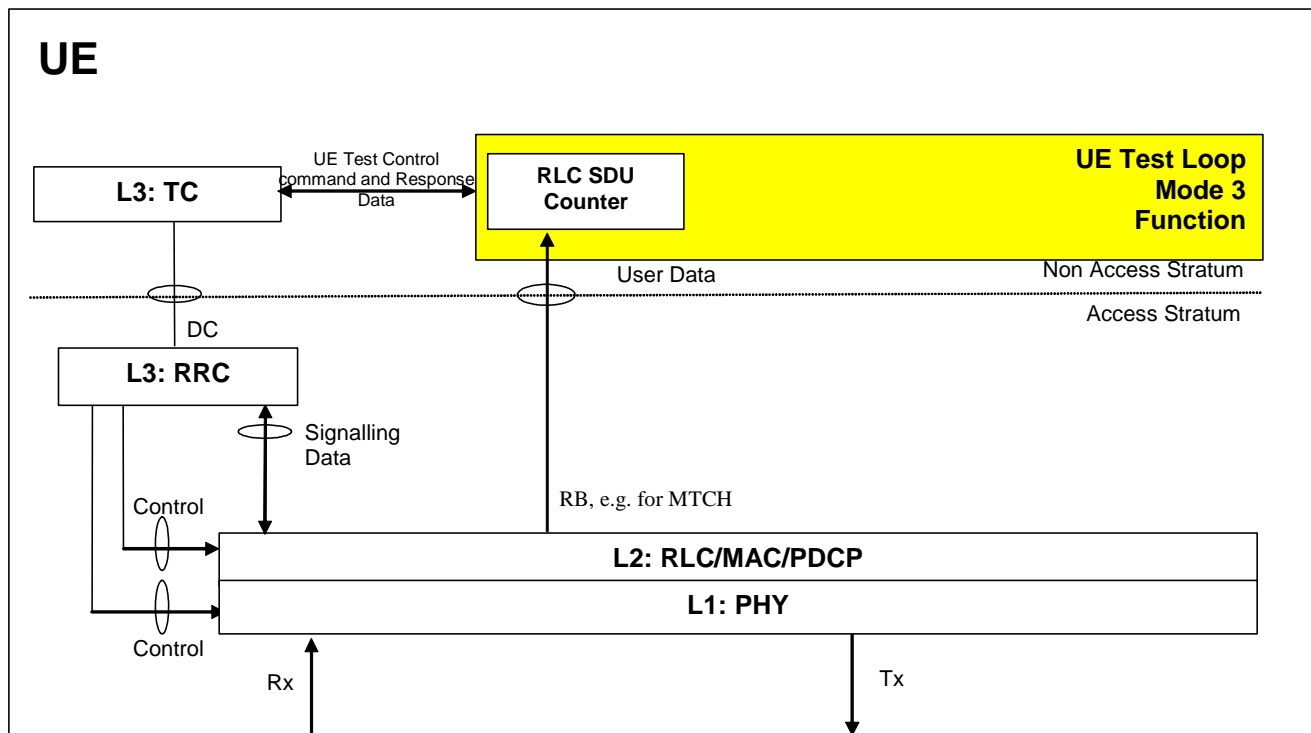 UE
UE Test Control
command and Response
Data
L3: TC
RLC SDU
Counter
UE Test Loop
Mode 3
Function
User Data
Non Access Stratum
Access Stratum
DC
L3: RRC
Signalling
Data
RB, e.g. for MTCH
Control
L2: RLC/MAC/PDCP
L1: PHY
Control
Rx
Tx